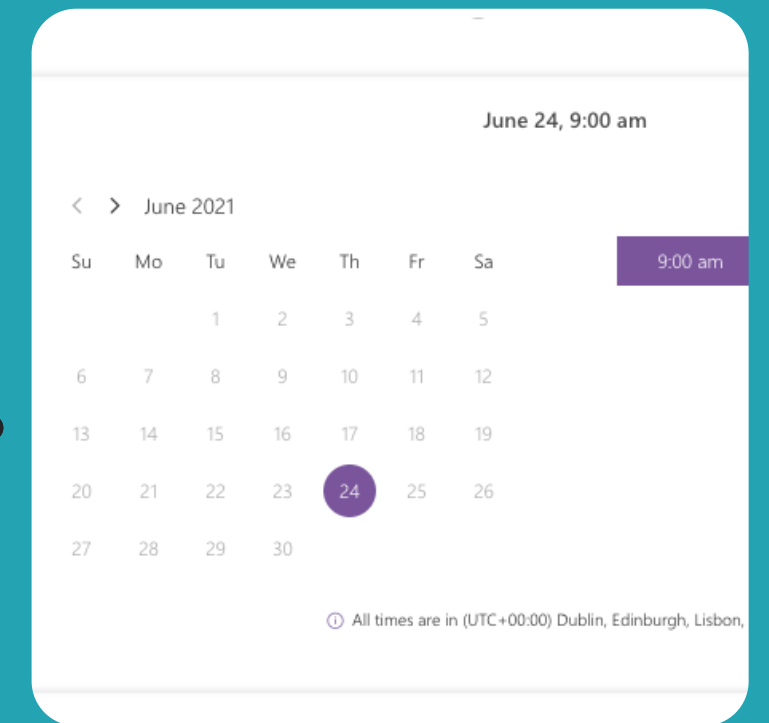 June 24, 9:00 am
June 2021
Su Mo Tu We Th Fr Sa
9:00 am
1 2 3 4 5
6 7 8 9 10 11 12
13 14 15 16 17 18 19
20 21 22 23 24 25 26
27 28 29 30
All times are in (UTC+00:00) Dublin, Edinburgh, Lisbon,